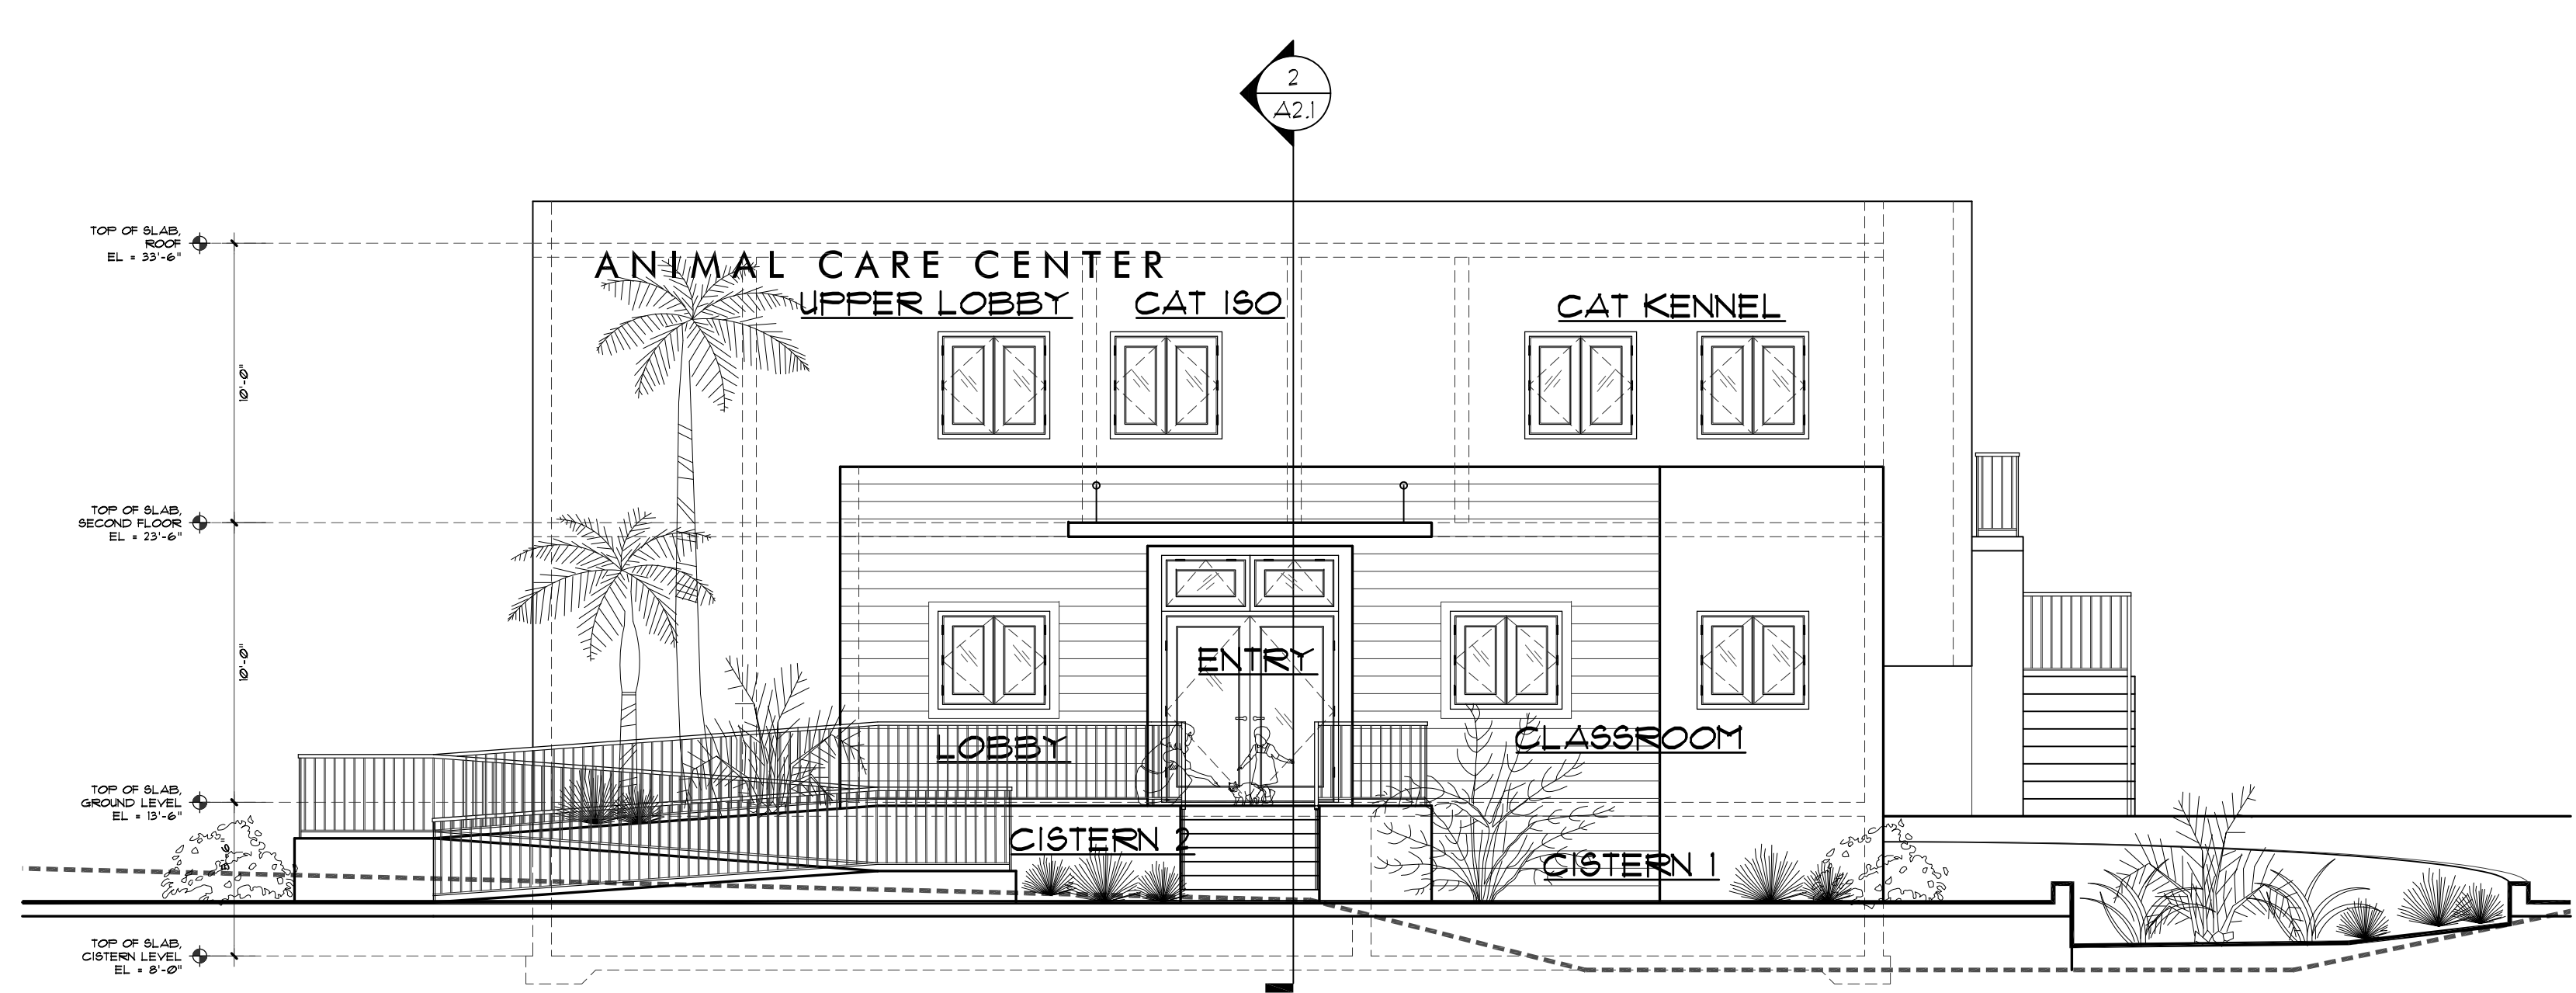 2
A2.1
TOP OF SLAB,
ROOF
EL = 33'-6"
ANIMAL CARE CENTER
UPPER LOBBY
CAT ISO
CAT KENNEL
10'-0"
TOP OF SLAB,
SECOND FLOOR
EL = 23'-6"
10'-0"
ENTRY
LOBBY
CLASSROOM
TOP OF SLAB,
GROUND LEVEL
EL = 13'-6"
CISTERN 2
CISTERN 1
TOP OF SLAB,
CISTERN LEVEL
EL = 8'-0"